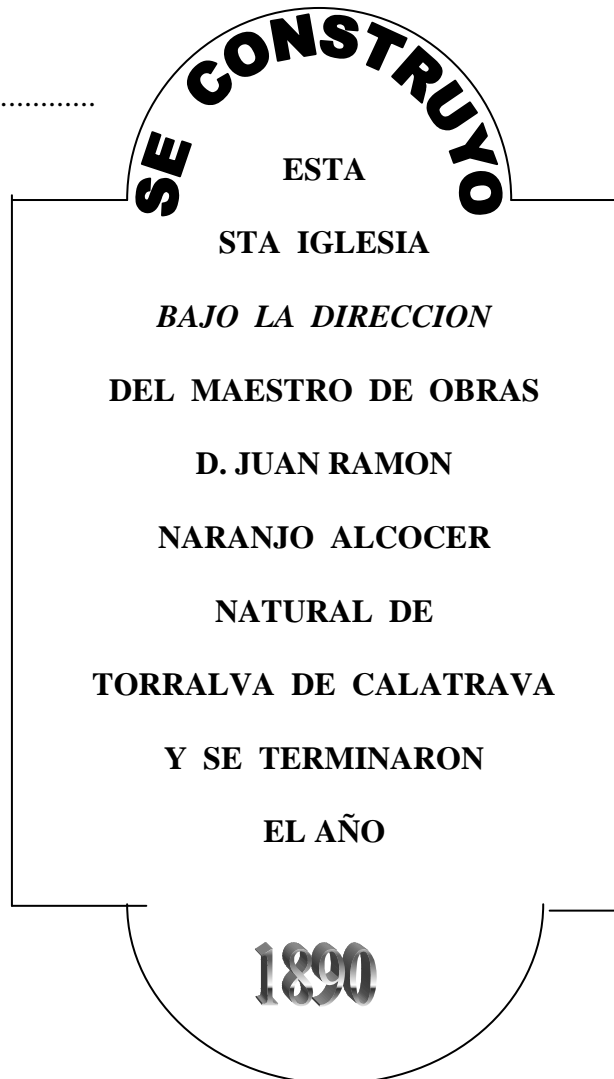 ............
SE CONSTRUYO
ESTA
STA IGLESIA
BAJO LA DIRECCION
DEL MAESTRO DE OBRAS
D. JUAN RAMON
NARANJO ALCOCER
NATURAL DE
TORRALVA DE CALATRAVA
Y SE TERMINARON
EL AÑO
1890